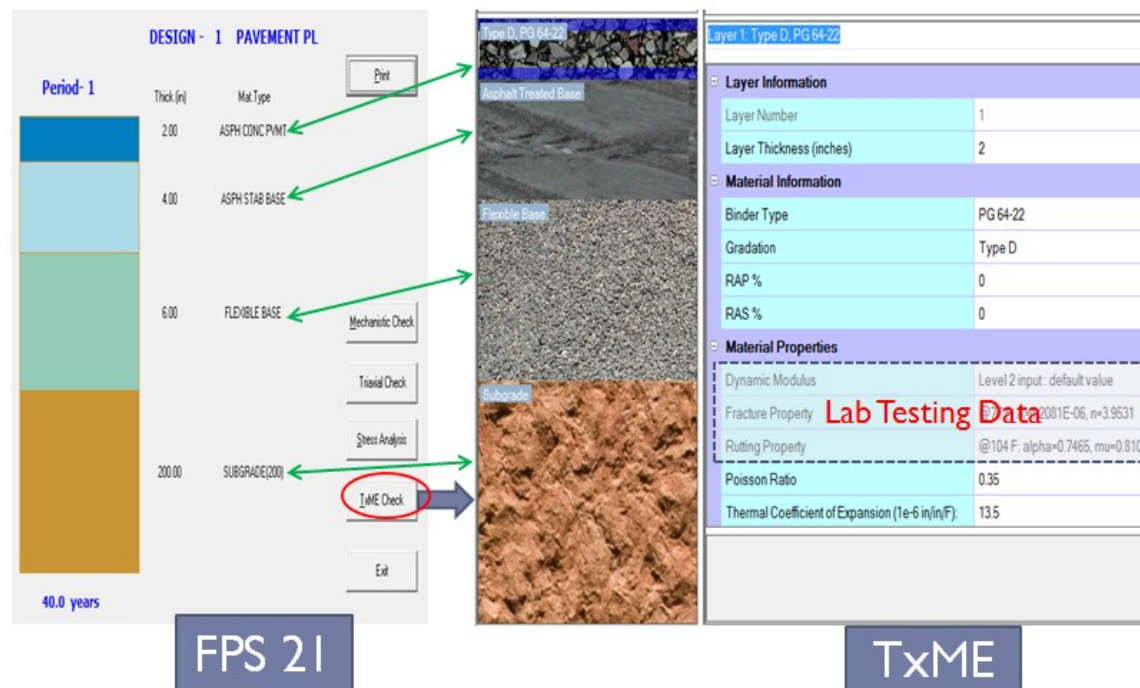 DESIGN - 1 PAVEMENT PL
Period- 1
Thick (in) Mat.Type
2.00 ASPH CONC PVMT
4.00 ASPH STAB BASE
6.00 FLEXIBLE BASE
200.00 SUBGRADE(200)
40.0 years
Print
Mechanistic Check
Triaxial Check
Stress Analysis
TxME Check
Exit
FPS 21
Type D, PG 64-22
Asphalt Treated Base
Flexible Base
Subgrade
Layer 1: Type D, PG 64-22
Layer Information
Layer Number 1
Layer Thickness (inches) 2
Material Information
Binder Type PG 64-22
Gradation Type D
RAP % 0
RAS % 0
Material Properties
Dynamic Modulus Level 2 input : default value
Fracture Property 2081E-06, n=3.9531
Lab Testing Data
Rutting Property @104 F: alpha=0.7465, mu=0.810
Poisson Ratio 0.35
Thermal Coefficient of Expansion (1e-6 in/in/F): 13.5
TxME